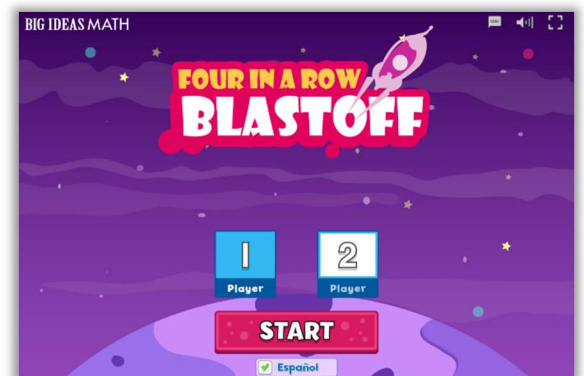 BIG IDEAS MATH
FOUR IN A ROW
BLASTOFF
1
Player
2
Player
START
Español